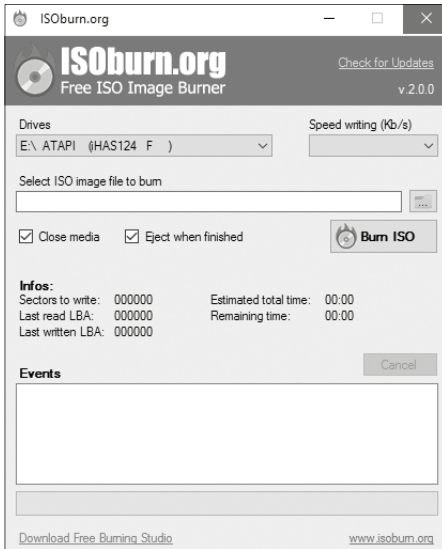 ISOburn.org
ISOburn.org
Free ISO Image Burner
Check for Updates
v.2.0.0
Drives
Speed writing (Kb/s)
E:\ ATAPI (iHAS124 F )
Select ISO image file to burn
...
Close media
Eject when finished
Burn ISO
Infos:
Sectors to write: 000000
Estimated total time: 00:00
Last read LBA: 000000
Remaining time: 00:00
Last written LBA: 000000
Cancel
Events
Download Free Burning Studio
www.isoburn.org